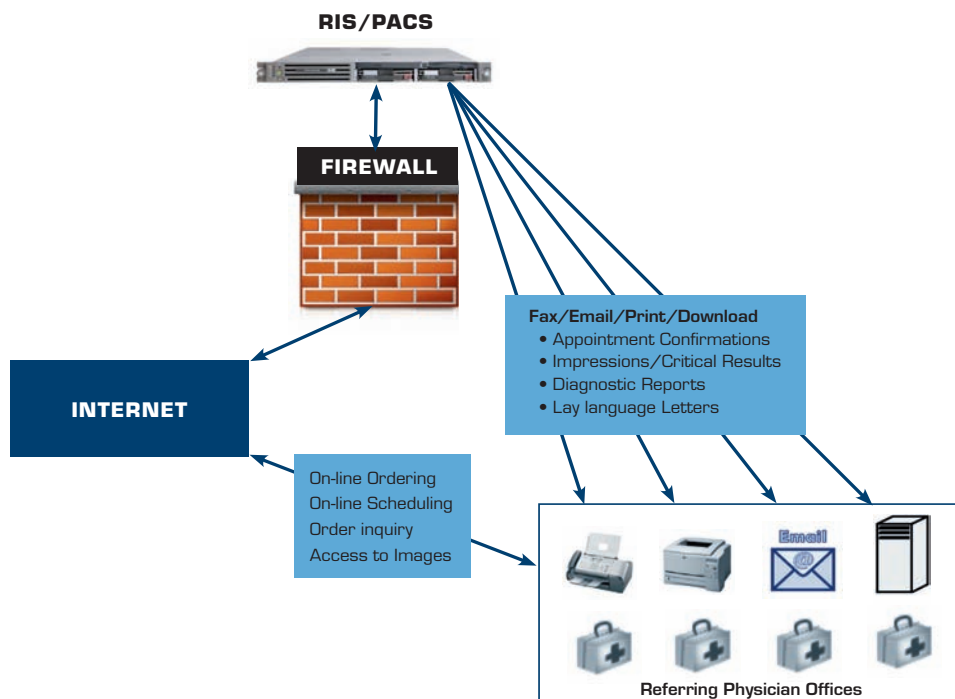 RIS/PACS
FIREWALL
Fax/Email/Print/Download
• Appointment Confirmations
• Impressions/Critical Results
• Diagnostic Reports
• Lay language Letters
INTERNET
On-line Ordering
On-line Scheduling
Order inquiry
Access to Images
Email
@
Referring Physician Offices